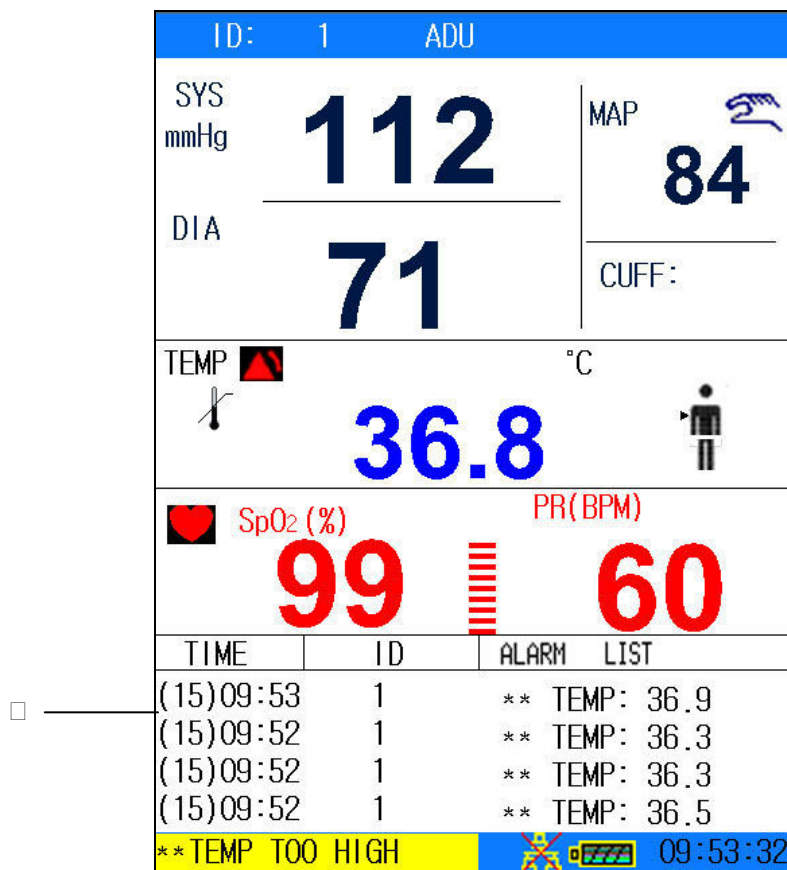 ID: 1 ADU
SYS
mmHg
112
MAP
84
DIA
71
CUFF:
TEMP
°C
36.8
SpO2 (%)
PR(BPM)
99
60
TIME ID ALARM LIST
(15)09:53 1 ** TEMP: 36.9
(15)09:52 1 ** TEMP: 36.3
(15)09:52 1 ** TEMP: 36.3
(15)09:52 1 ** TEMP: 36.5
**TEMP TOO HIGH 09:53:32